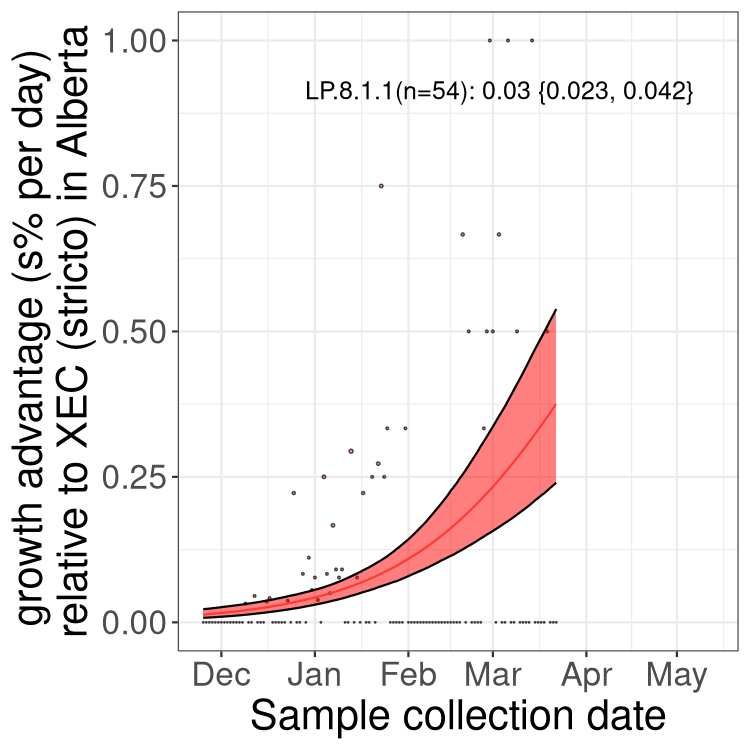 growth advantage (s% per day)
relative to XEC (stricto) in Alberta
1.00
0.75
0.50
0.25
0.00
LP.8.1.1(n=54): 0.03 {0.023, 0.042}
Dec Jan Feb Mar Apr May
Sample collection date